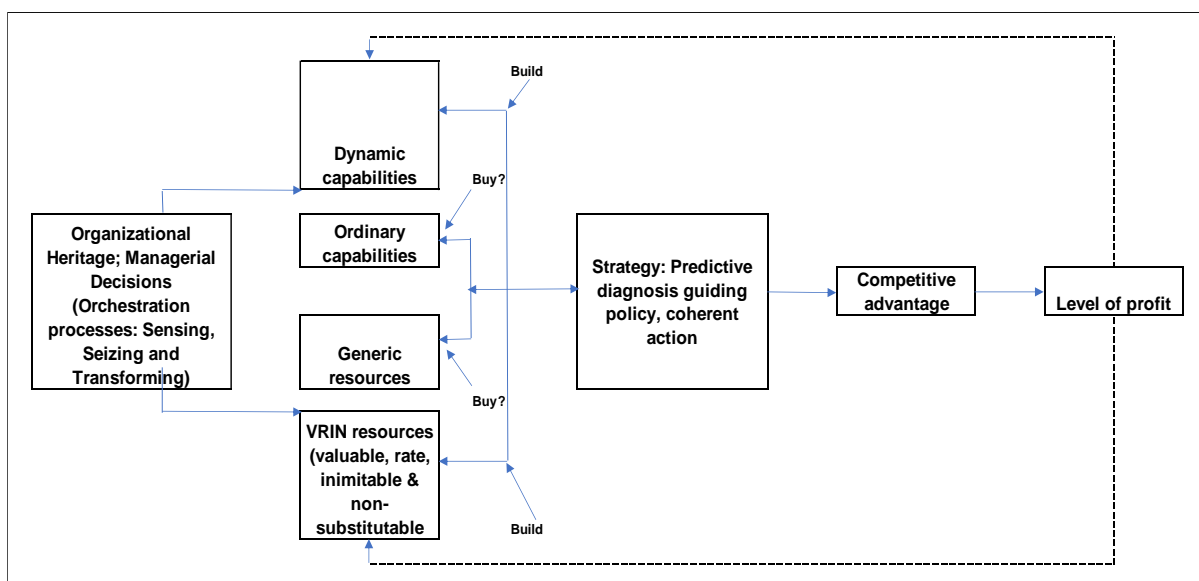 Build
Dynamic
capabilities
Buy?
Organizational
Heritage; Managerial
Decisions
(Orchestration
processes: Sensing,
Seizing and
Transforming)
Ordinary
capabilities
Generic
resources
Buy?
VRIN resources
(valuable, rate,
inimitable &
non-
substitutable
Build
Strategy: Predictive
diagnosis guiding
policy, coherent
action
Competitive
advantage
Level of profit